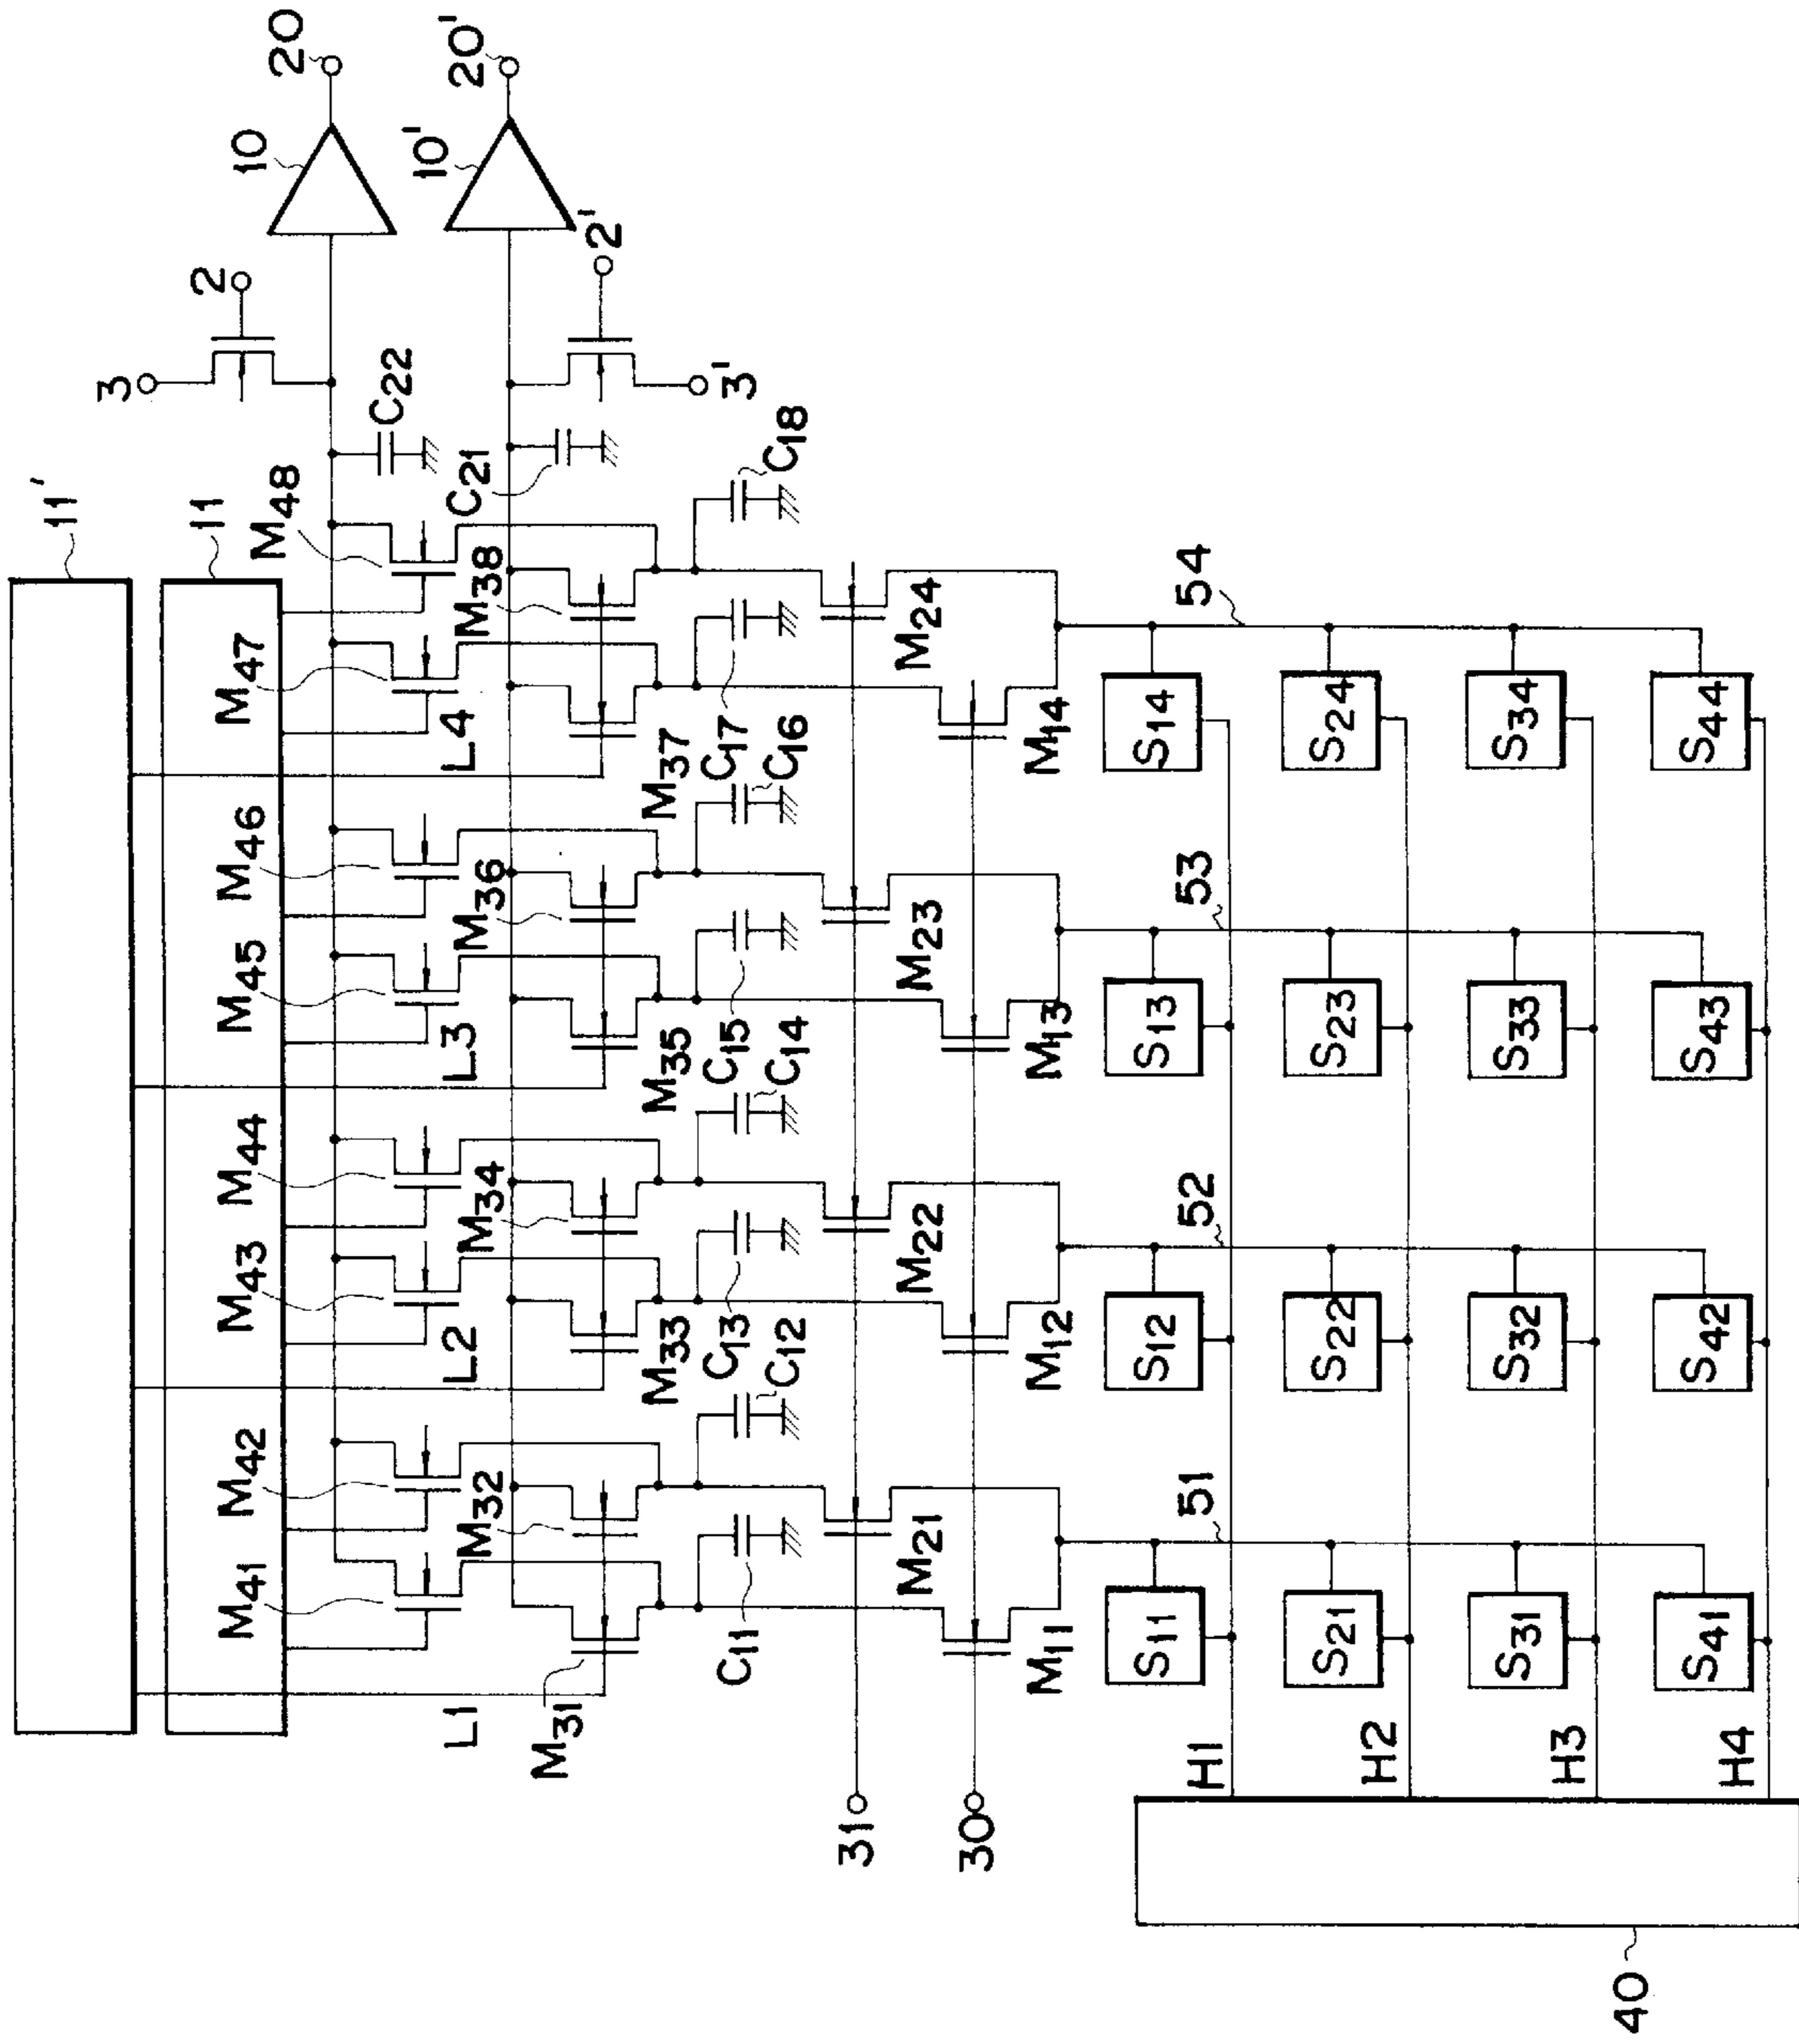 11'
11
M41
M42
M43
M44
M45
M46
M47
M48
20
20'
10
10'
2
2'
3
3'
C22
C21
L1
L2
L3
L4
M31
M32
M33
M34
M35
M36
M37
M38
C11
C12
C13
C14
C15
C16
C17
C18
31
30
M21
M22
M23
M24
M11
M12
M13
M14
51
52
53
54
H1
S11
S12
S13
S14
H2
S21
S22
S23
S24
H3
S31
S32
S33
S34
H4
S41
S42
S43
S44
40